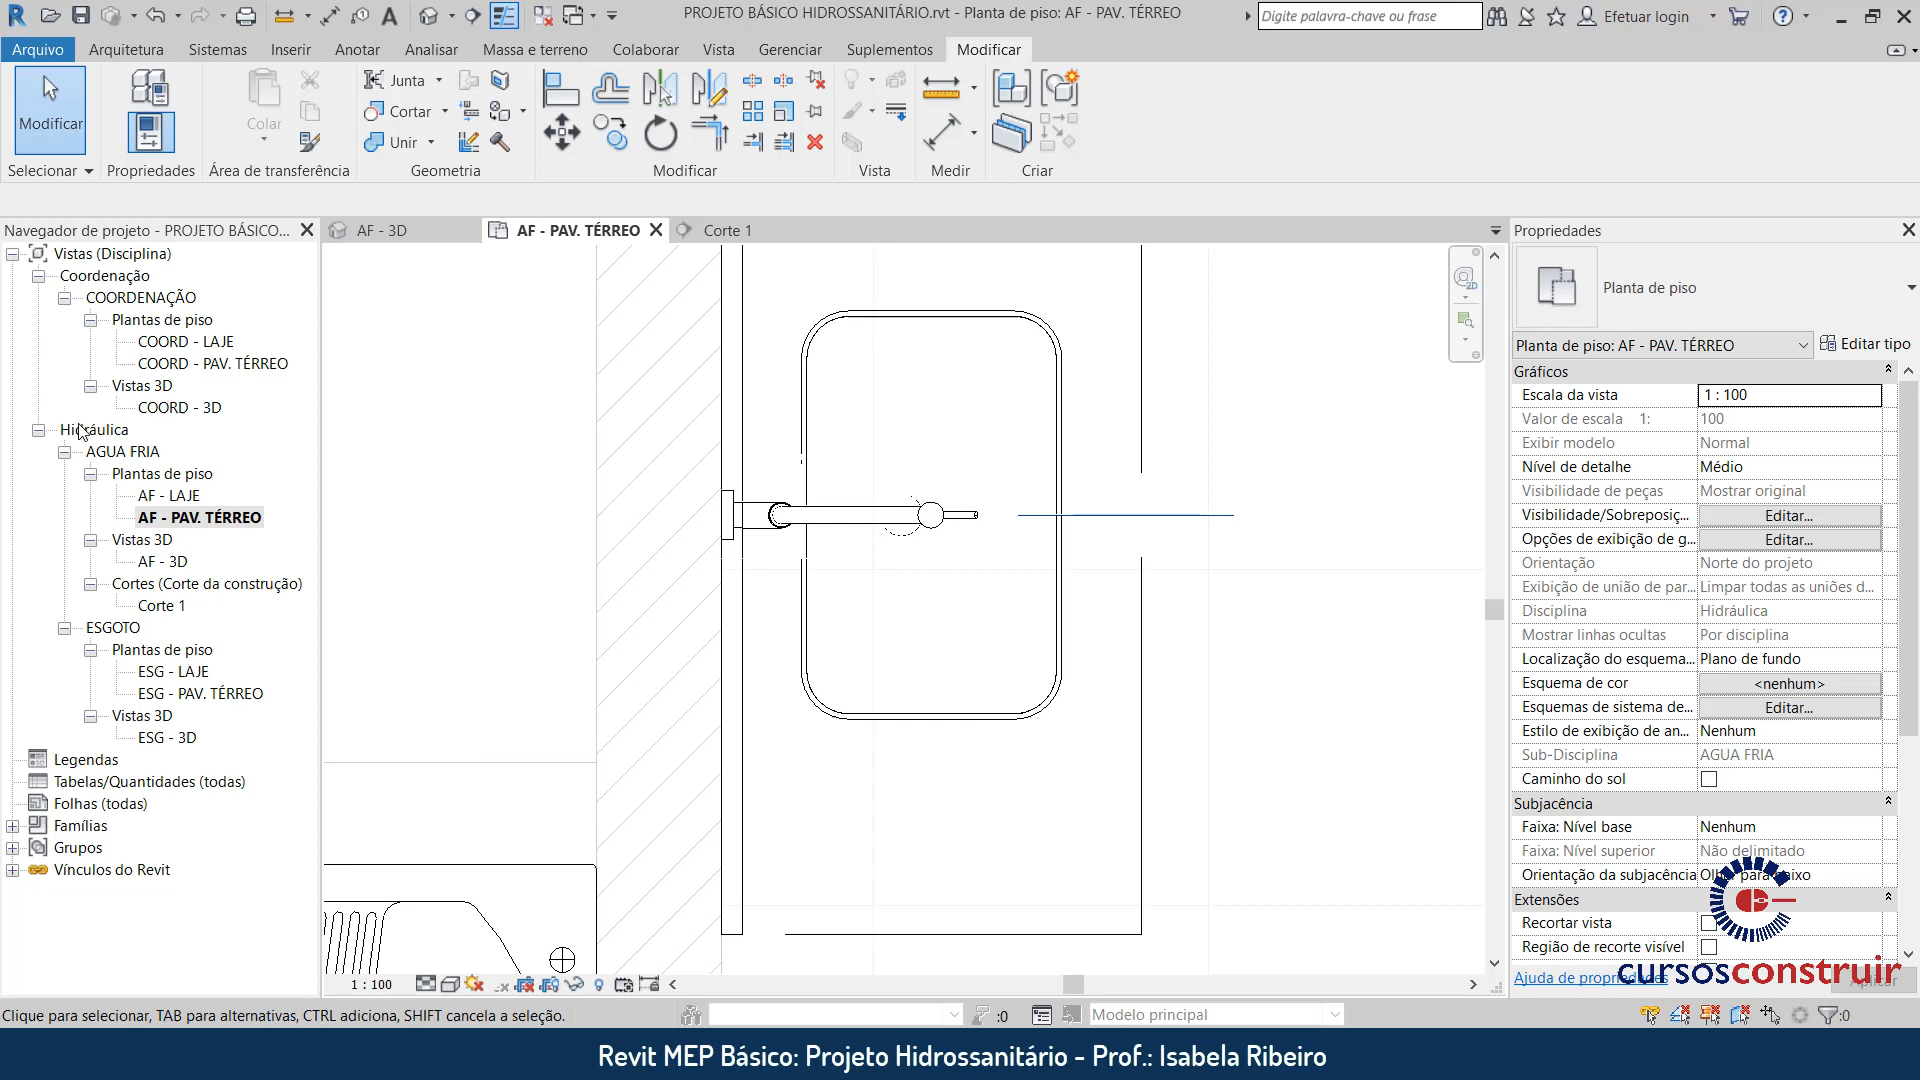 PROJETO BÁSICO HIDROSSANITÁRIO.rvt - Planta de piso: AF - PAV. TÉRREO
Digite palavra-chave ou frase
Efetuar login
Arquivo Arquitetura Sistemas Inserir Anotar Analisar Massa e terreno Colaborar Vista Gerenciar Suplementos Modificar
Modificar
Colar
Junta
Cortar
Unir
Selecionar Propriedades Área de transferência Geometria Modificar Vista Medir Criar
Navegador de projeto - PROJETO BÁSICO...
AF - 3D
AF - PAV. TÉRREO
Corte 1
Propriedades
Vistas (Disciplina)
Coordenação
COORDENAÇÃO
Plantas de piso
COORD - LAJE
COORD - PAV. TÉRREO
Vistas 3D
COORD - 3D
Hidráulica
AGUA FRIA
Plantas de piso
AF - LAJE
AF - PAV. TÉRREO
Vistas 3D
AF - 3D
Cortes (Corte da construção)
Corte 1
ESGOTO
Plantas de piso
ESG - LAJE
ESG - PAV. TÉRREO
Vistas 3D
ESG - 3D
Legendas
Tabelas/Quantidades (todas)
Folhas (todas)
Famílias
Grupos
Vínculos do Revit
2D
Planta de piso
Planta de piso: AF - PAV. TÉRREO
Editar tipo
Gráficos
Escala da vista 1 : 100
Valor de escala 1: 100
Exibir modelo Normal
Nível de detalhe Médio
Visibilidade de peças Mostrar original
Visibilidade/Sobreposiç... Editar...
Opções de exibição de g... Editar...
Orientação Norte do projeto
Exibição de união de par... Limpar todas as uniões d...
Disciplina Hidráulica
Mostrar linhas ocultas Por disciplina
Localização do esquema... Plano de fundo
Esquema de cor <nenhum>
Esquemas de sistema de... Editar...
Estilo de exibição de an... Nenhum
Sub-Disciplina AGUA FRIA
Caminho do sol
Subjacência
Faixa: Nível base Nenhum
Faixa: Nível superior Não delimitado
Orientação da subjacência Olhar para baixo
Extensões
Recortar vista
Região de recorte visível
Ajuda de propriedades
Aplicar
cursosconstruir
1 : 100
Clique para selecionar, TAB para alternativas, CTRL adiciona, SHIFT cancela a seleção.
:0
Modelo principal
:0
Revit MEP Básico: Projeto Hidrossanitário - Prof.: Isabela Ribeiro